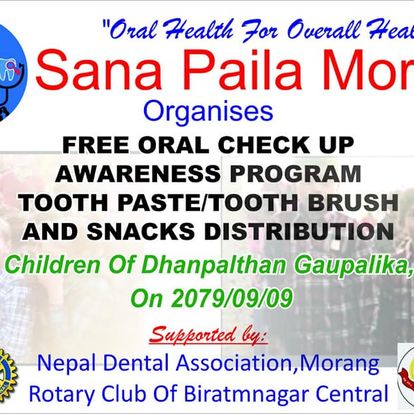 "Oral Health For Overall Heal
Sana Paila Mor
Organises
FREE ORAL CHECK UP
AWARENESS PROGRAM
TOOTH PASTE/TOOTH BRUSH
AND SNACKS DISTRIBUTION
Children Of Dhanpalthan Gaupalika,
On 2079/09/09
Supported by:
Nepal Dental Association,Morang
Rotary Club Of Biratmnagar Central